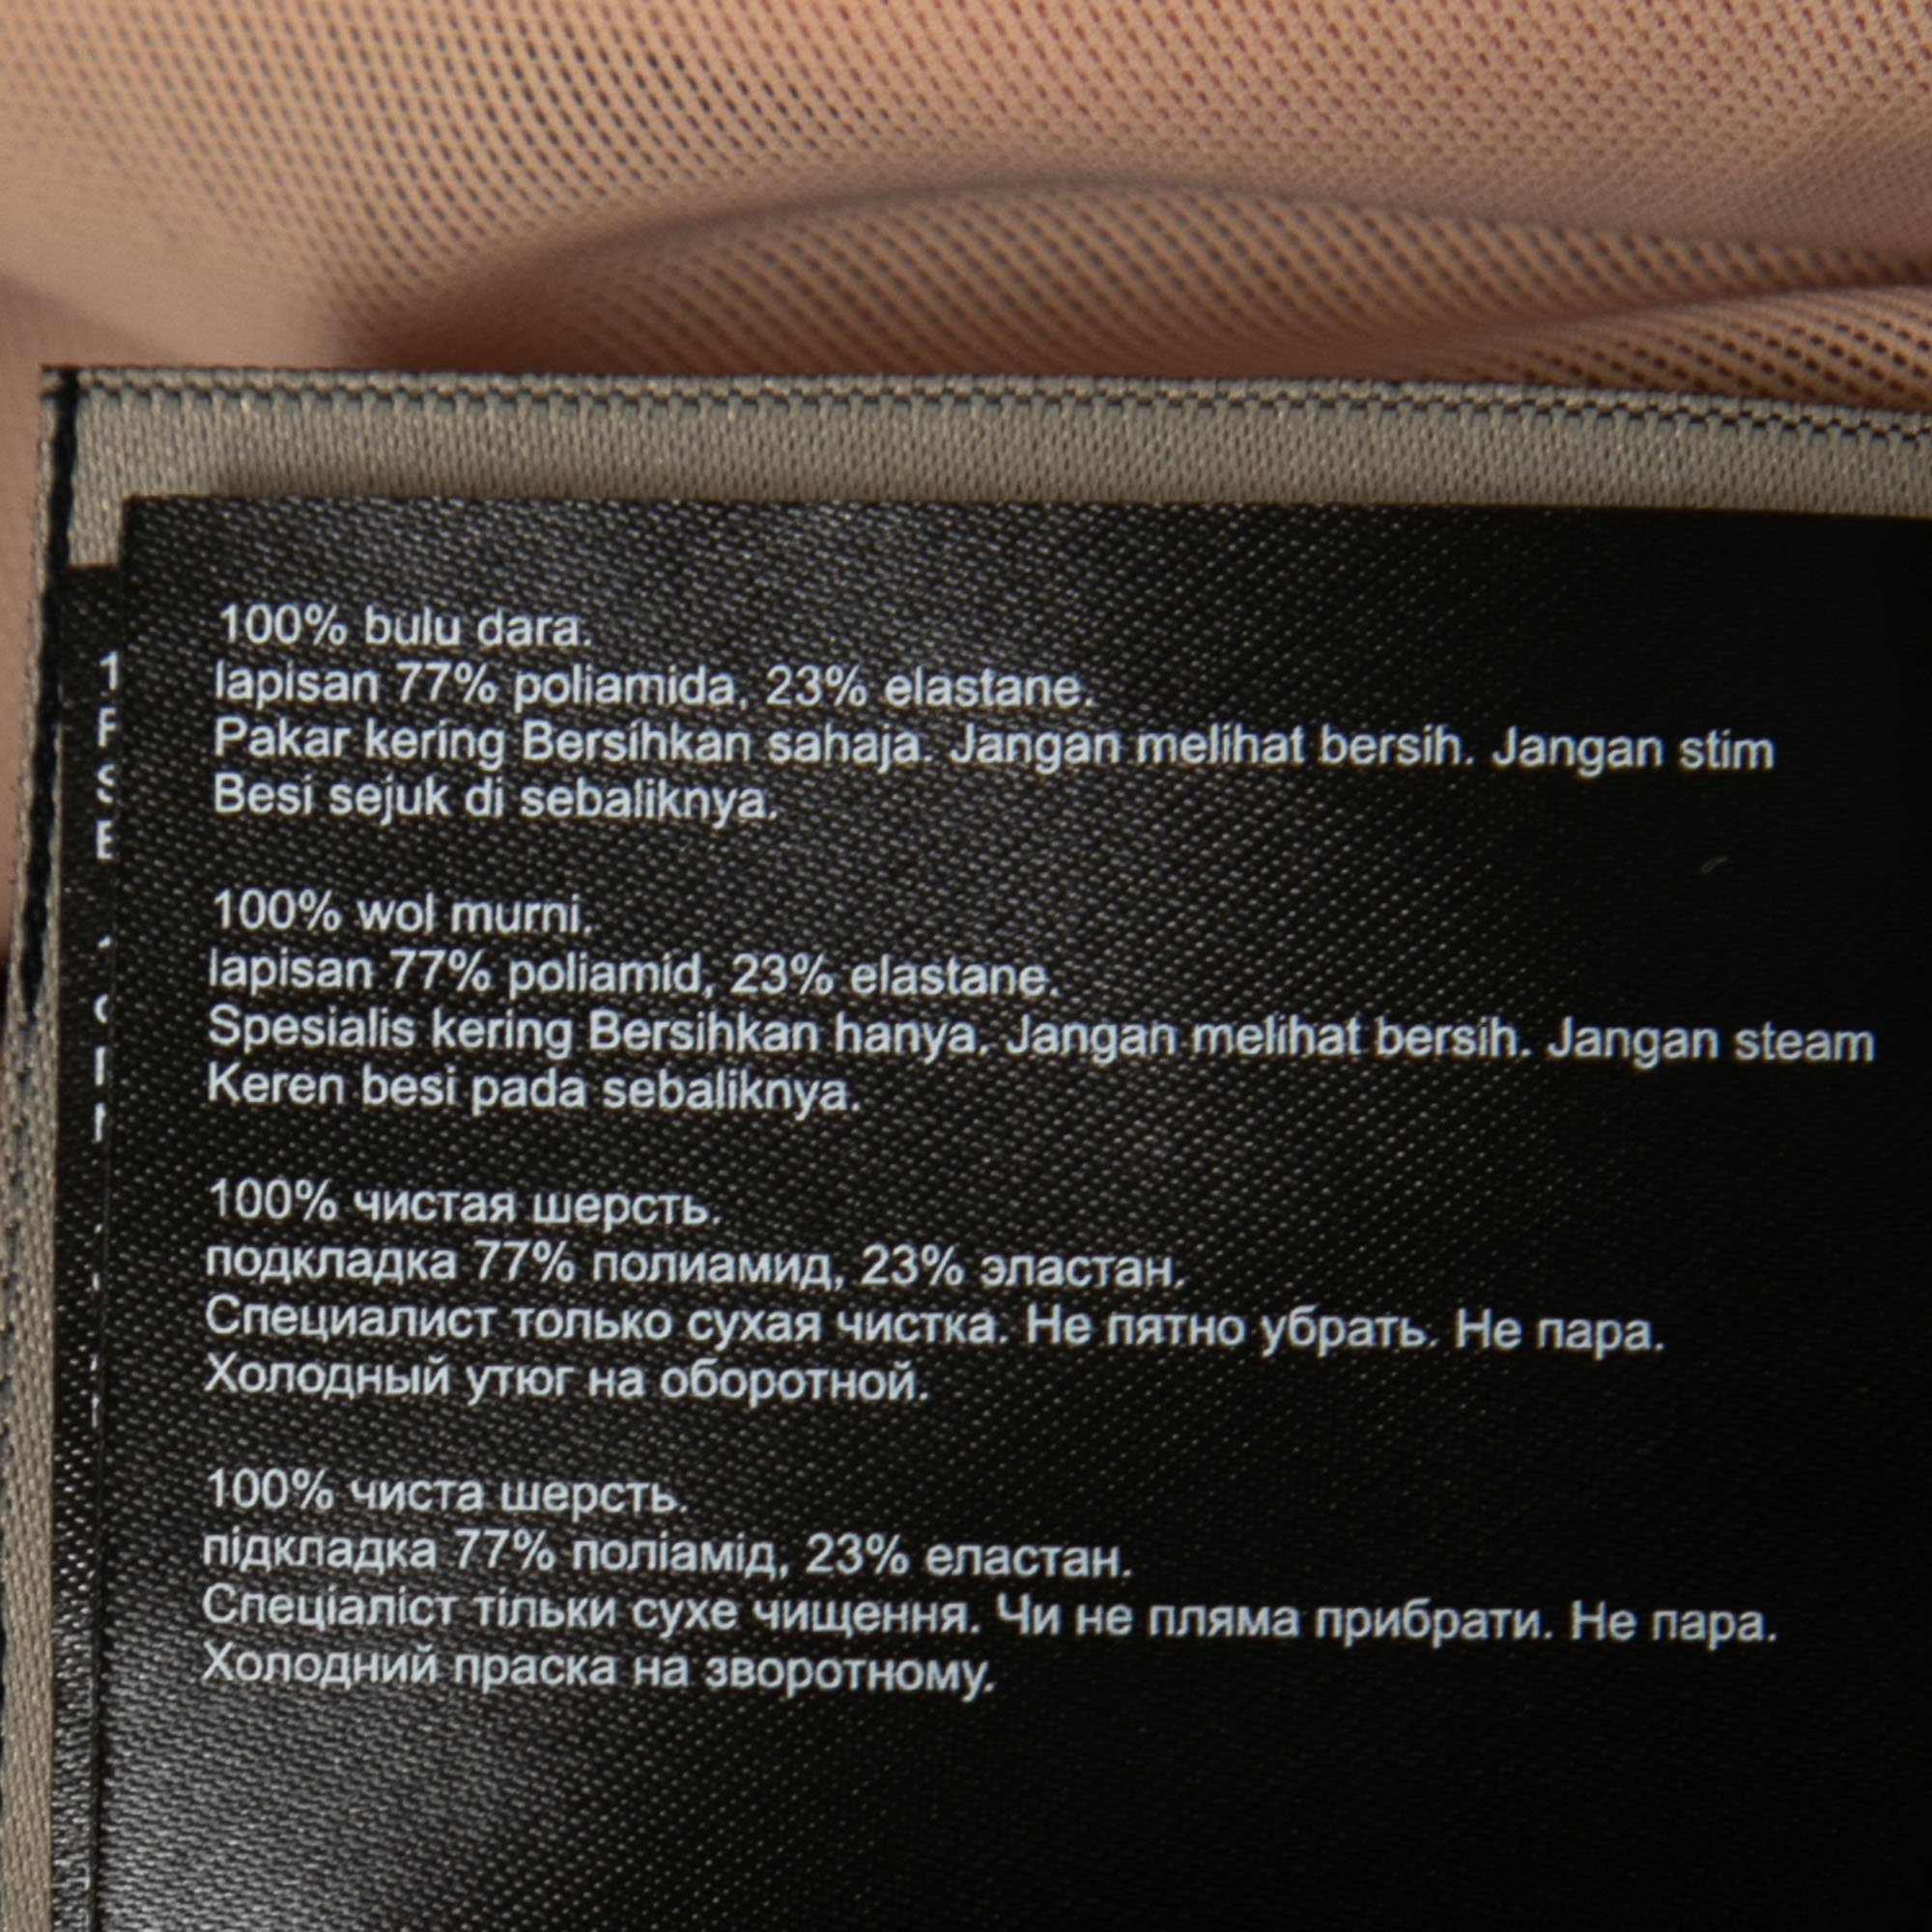 100% bulu dara.
lapisan 77% poliamida, 23% elastane.
Pakar kering Bersihkan sahaja. Jangan melihat bersih. Jangan stim
Besi sejuk di sebaliknya.
100% wol murni.
lapisan 77% poliamid, 23% elastane.
Spesialis kering Bersihkan hanya. Jangan melihat bersih. Jangan steam
Keren besi pada sebaliknya.
100% чистая шерсть.
подкладка 77% полиамид, 23% эластан.
Специалист только сухая чистка. Не пятно убрать. Не пара.
Холодный утюг на оборотной.
100% чиста шерсть.
підкладка 77% поліамід, 23% еластан.
Спеціаліст тільки сухе чищення. Чи не пляма прибрати. Не пара.
Холодний праска на зворотному.